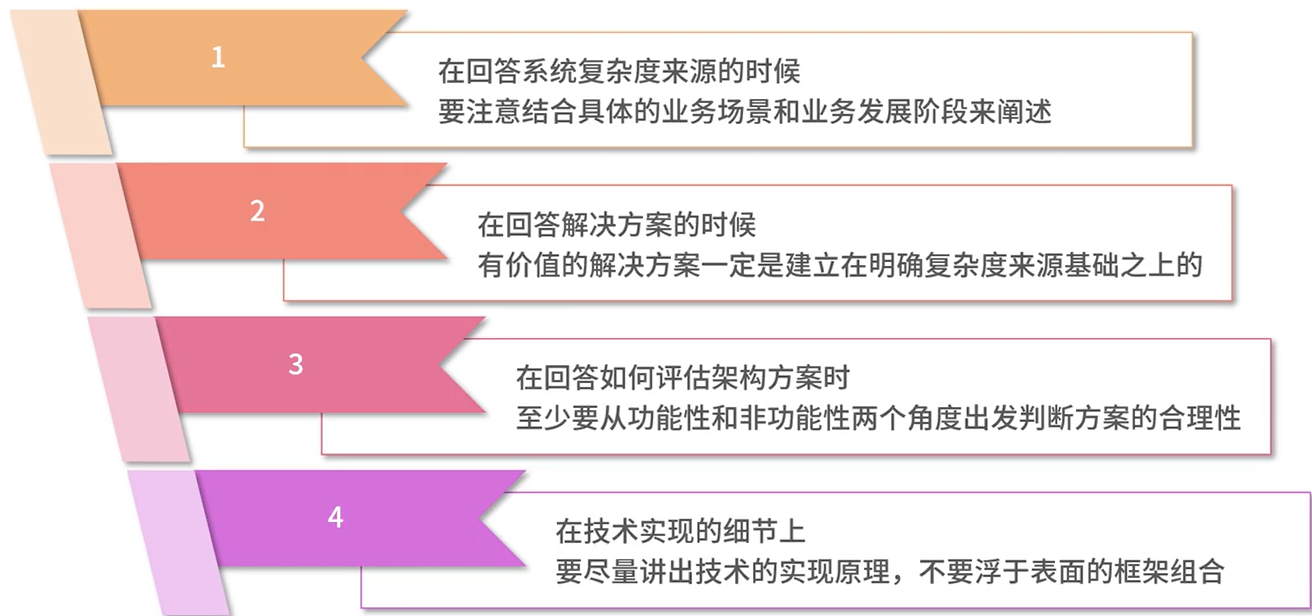 1
在回答系统复杂度来源的时候
要注意结合具体的业务场景和业务发展阶段来阐述
2
在回答解决方案的时候
有价值的解决方案一定是建立在明确复杂度来源基础之上的
3
在回答如何评估架构方案时
至少要从功能性和非功能性两个角度出发判断方案的合理性
4
在技术实现的细节上
要尽量讲出技术的实现原理，不要浮于表面的框架组合